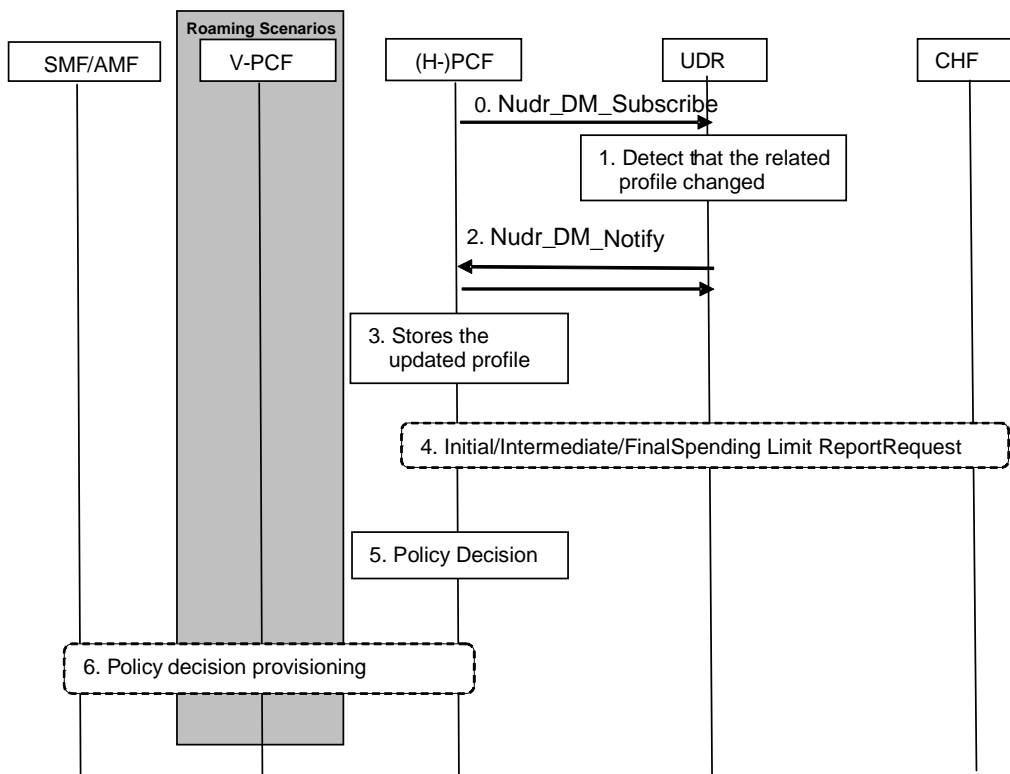 Roaming Scenarios
SMF/AMF
V-PCF
(H-)PCF
UDR
CHF
0. Nudr_DM_Subscribe
1. Detect that the related
profile changed
2. Nudr_DM_Notify
3. Stores the
updated profile
4. Initial/Intermediate/FinalSpending Limit ReportRequest
5. Policy Decision
6. Policy decision provisioning